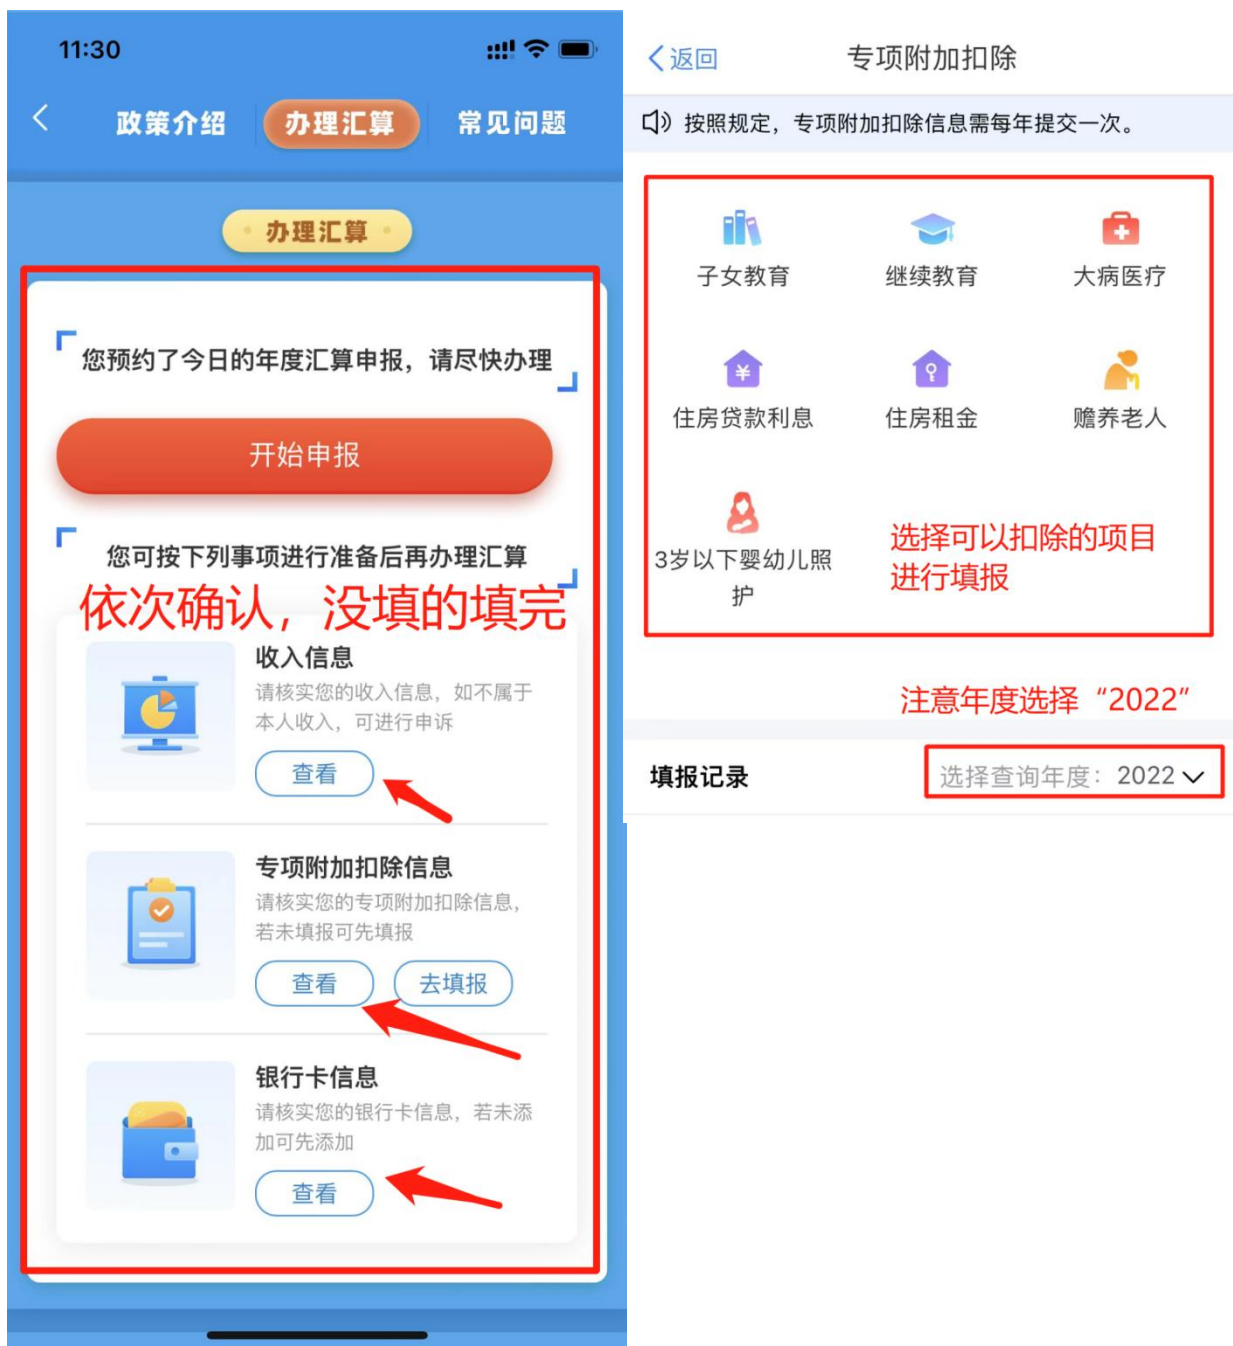 11:30
政策介绍
办理汇算
常见问题
办理汇算
您预约了今日的年度汇算申报，请尽快办理
开始申报
您可按下列事项进行准备后再办理汇算
依次确认，没填的填完
收入信息
请核实您的收入信息，如不属于
本人收入，可进行申诉
查看
专项附加扣除信息
请核实您的专项附加扣除信息，
若未填报可先填报
查看
去填报
银行卡信息
请核实您的银行卡信息，若未添
加可先添加
查看
返回
专项附加扣除
按照规定，专项附加扣除信息需每年提交一次。
子女教育
继续教育
大病医疗
住房贷款利息
住房租金
赡养老人
3岁以下婴幼儿照
护
选择可以扣除的项目
进行填报
注意年度选择“2022”
填报记录
选择查询年度：2022